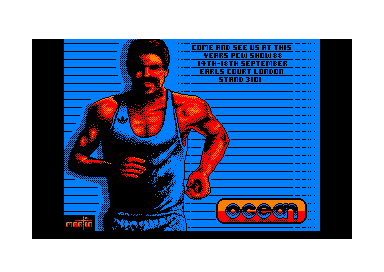 COME AND SEE US AT THIS
YEARS PCW SHOW 88
14TH-18TH SEPTEMBER
EARLS COURT LONDON
STAND 3101
ocean
merlin